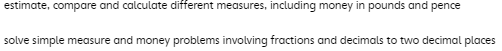 estimate, compare and calculate different measures, including money in pounds and pence
solve simple measure and money problems involving fractions and decimals to two decimal places